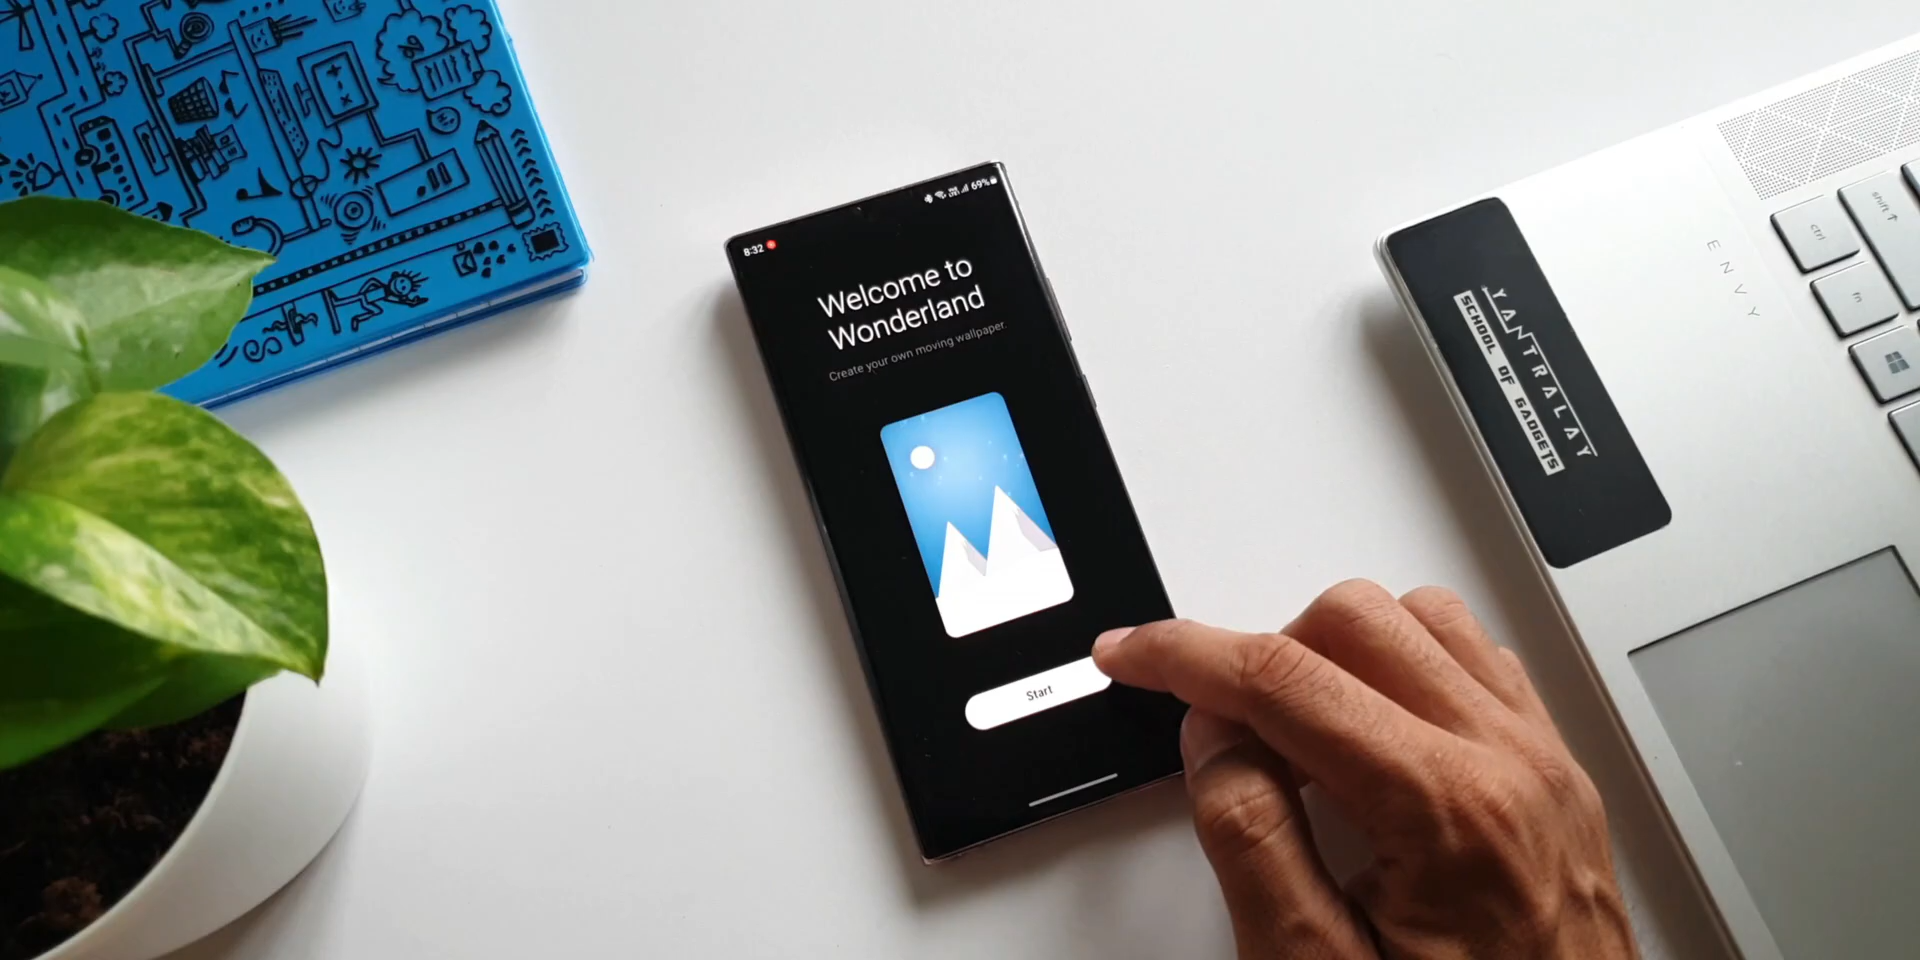 8:32
69%
Welcome to
Wonderland
Create your own moving wallpaper.
Start
YANTRALAY
SCHOOL OF GADGETS
ENVY
ctrl
shift
fn